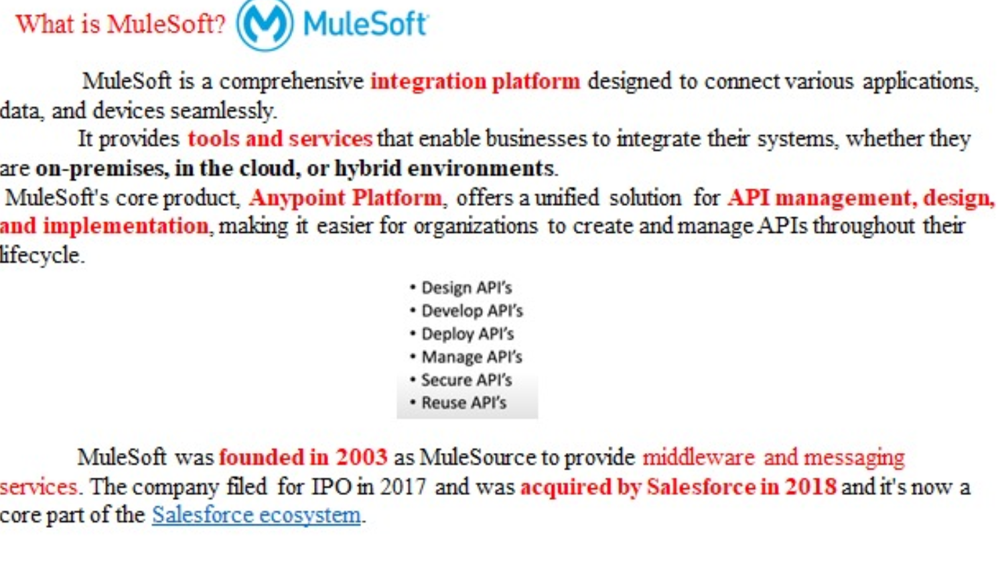 What is MuleSoft? MuleSoft
MuleSoft is a comprehensive integration platform designed to connect various applications,
data, and devices seamlessly.
It provides tools and services that enable businesses to integrate their systems, whether they
are on-premises, in the cloud, or hybrid environments.
MuleSoft's core product, Anypoint Platform, offers a unified solution for API management, design,
and implementation, making it easier for organizations to create and manage APIs throughout their
lifecycle.
• Design API's
• Develop API's
• Deploy API's
• Manage API's
• Secure API's
• Reuse API's
MuleSoft was founded in 2003 as MuleSource to provide middleware and messaging
services. The company filed for IPO in 2017 and was acquired by Salesforce in 2018 and it's now a
core part of the Salesforce ecosystem.